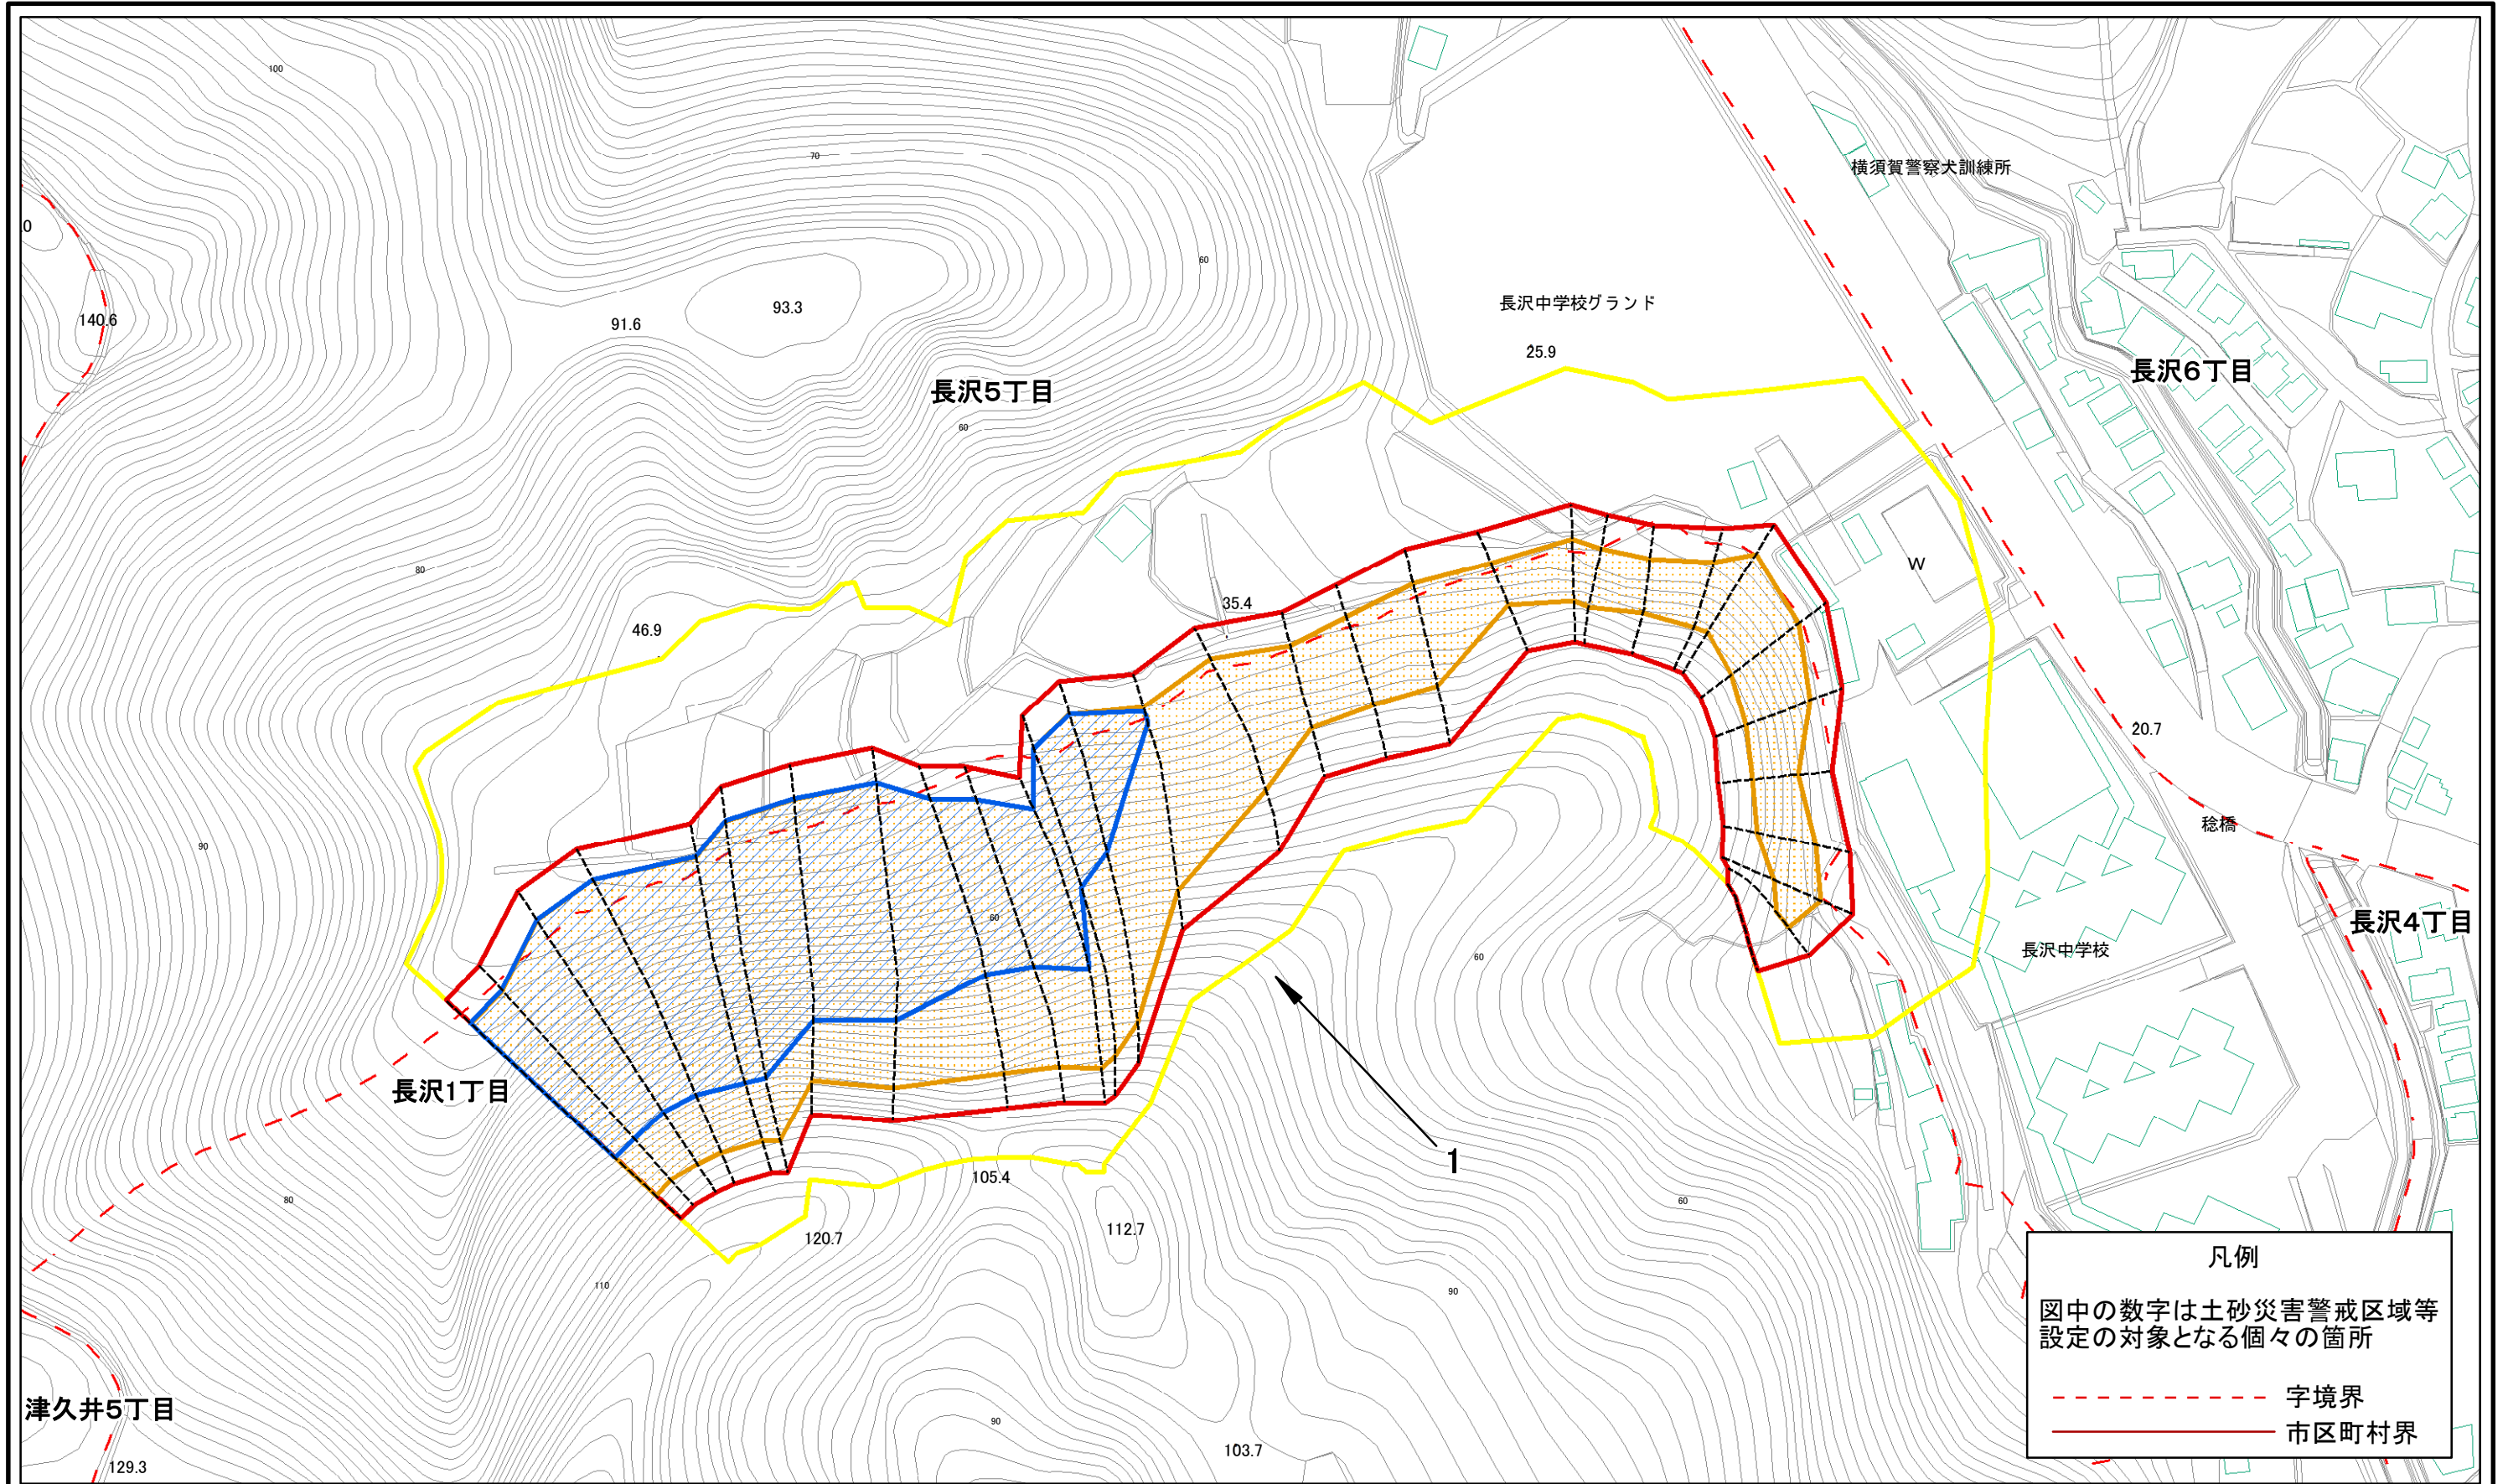 100
70
横須賀警察犬訓練所
.0
60
長沢中学校グランド
93.3
140.6
91.6
25.9
長沢6丁目
長沢5丁目
60
W
80
35.4
46.9
20.7
稔橋
90
60
長沢4丁目
長沢中学校
60
長沢1丁目
1
105.4
80
60
112.7
120.7
110
90
凡例
図中の数字は土砂災害警戒区域等
設定の対象となる個々の箇所
字境界
市区町村界
津久井5丁目
90
103.7
129.3